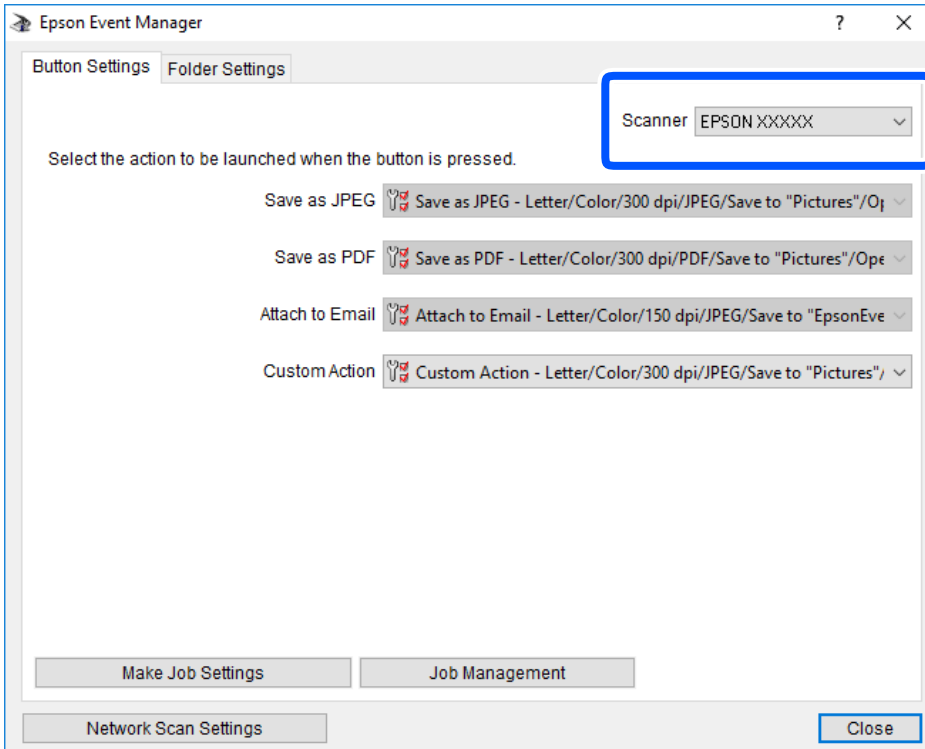 Epson Event Manager
Button Settings Folder Settings
Scanner EPSON XXXXX
Select the action to be launched when the button is pressed.
Save as JPEG Save as JPEG - Letter/Color/300 dpi/JPEG/Save to "Pictures"/Op
Save as PDF Save as PDF - Letter/Color/300 dpi/PDF/Save to "Pictures"/Ope
Attach to Email Attach to Email - Letter/Color/150 dpi/JPEG/Save to "EpsonEve
Custom Action Custom Action - Letter/Color/300 dpi/JPEG/Save to "Pictures"/
Make Job Settings Job Management
Network Scan Settings Close